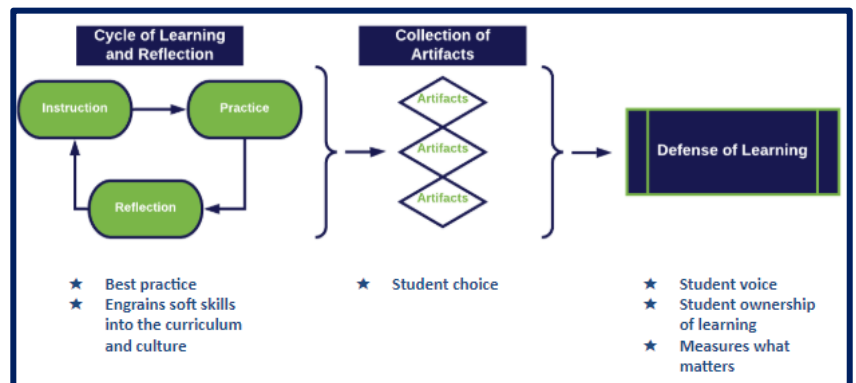 Cycle of Learning
and Reflection
Instruction
Practice
Reflection
Collection of
Artifacts
Artifacts
Artifacts
Artifacts
Defense of Learning
★ Best practice
★ Engrains soft skills
into the curriculum
and culture
★ Student choice
★ Student voice
★ Student ownership
of learning
★ Measures what
matters